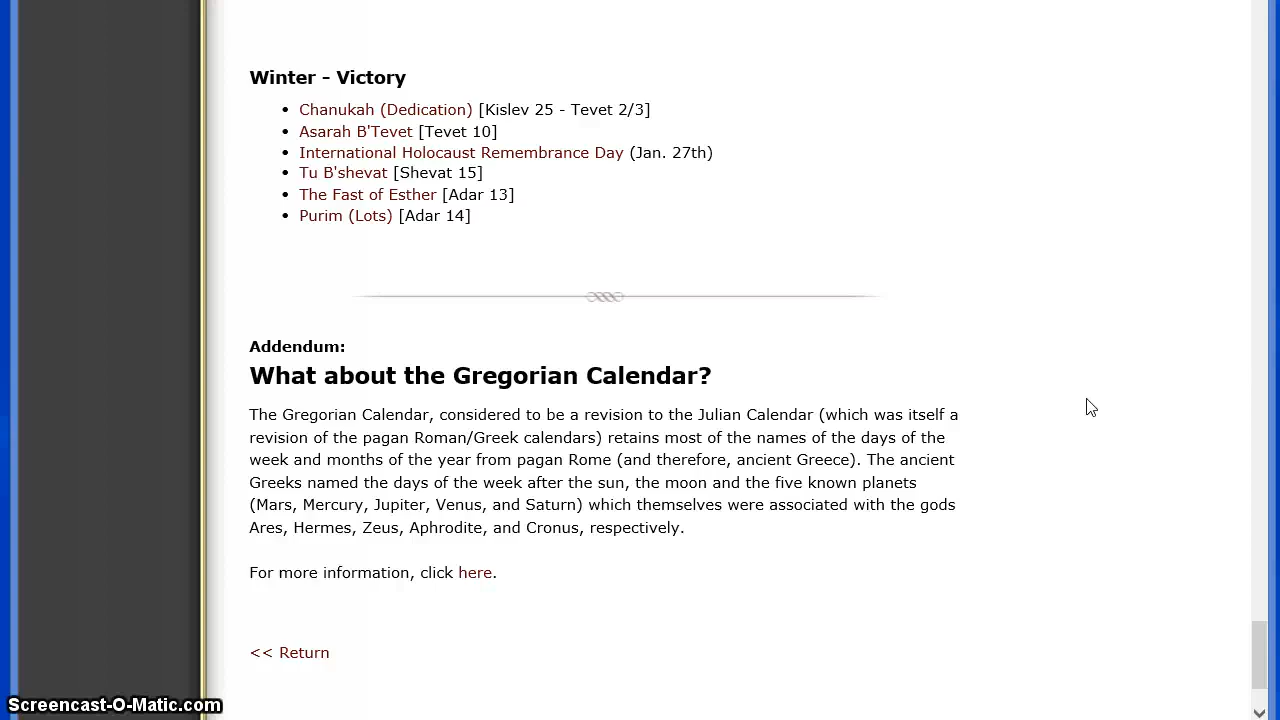 Winter - Victory
• Chanukah (Dedication) [Kislev 25 - Tevet 2/3]
• Asarah B'Tevet [Tevet 10]
• International Holocaust Remembrance Day (Jan. 27th)
• Tu B'shevat [Shevat 15]
• The Fast of Esther [Adar 13]
• Purim (Lots) [Adar 14]
Addendum:
What about the Gregorian Calendar?
The Gregorian Calendar, considered to be a revision to the Julian Calendar (which was itself a
revision of the pagan Roman/Greek calendars) retains most of the names of the days of the
week and months of the year from pagan Rome (and therefore, ancient Greece). The ancient
Greeks named the days of the week after the sun, the moon and the five known planets
(Mars, Mercury, Jupiter, Venus, and Saturn) which themselves were associated with the gods
Ares, Hermes, Zeus, Aphrodite, and Cronus, respectively.
For more information, click here.
<< Return
Screencast-O-Matic.com